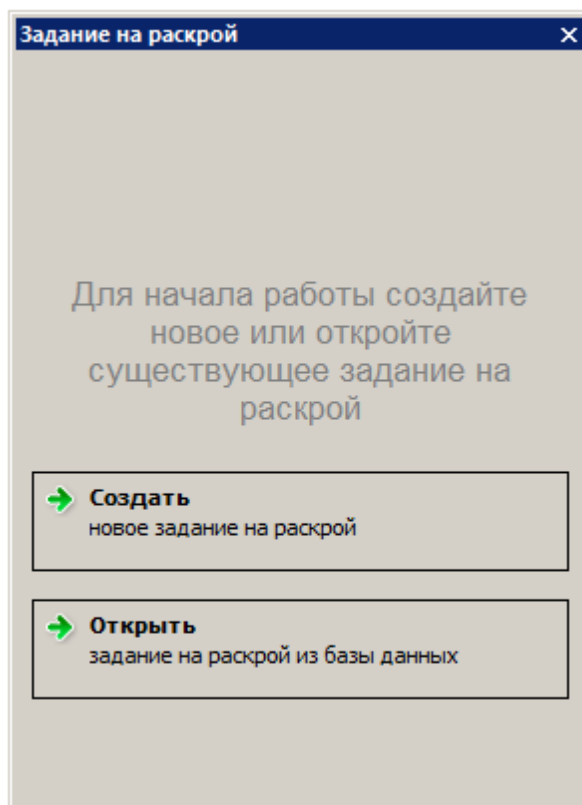 Задание на раскрой
Для начала работы создайте
новое или откройте
существующее задание на
раскрой
Создать
новое задание на раскрой
Открыть
задание на раскрой из базы данных